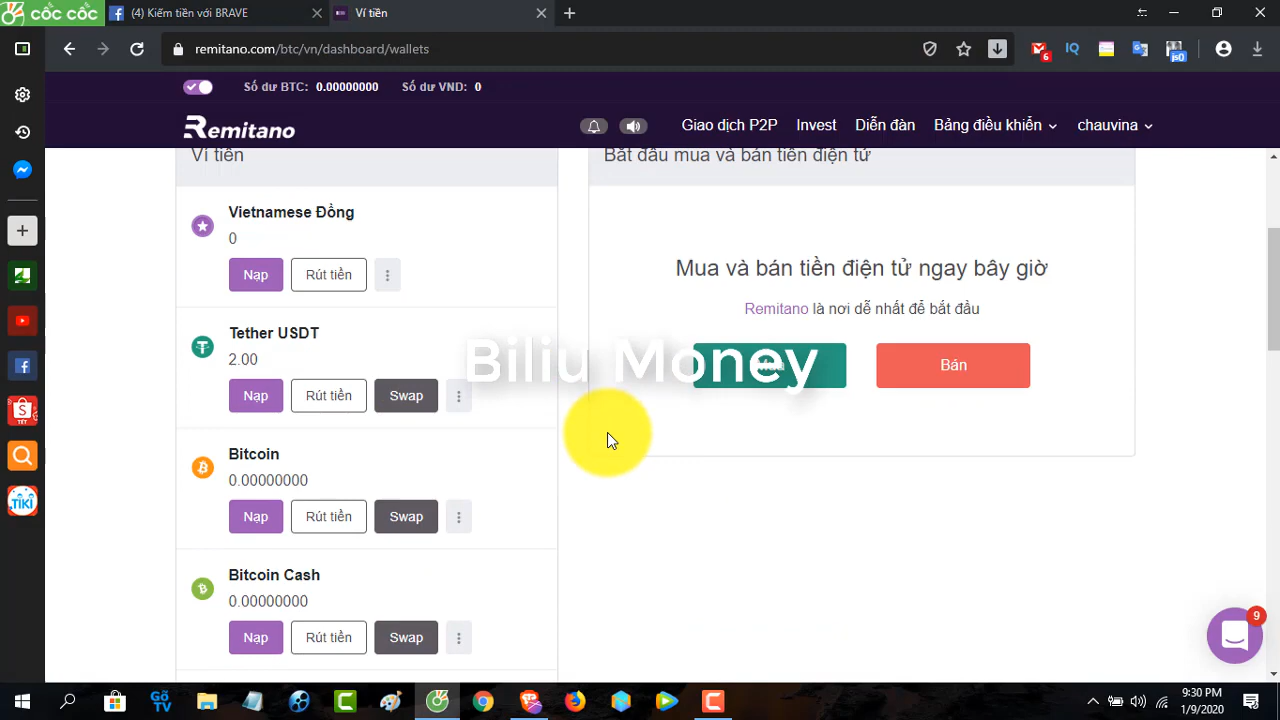 CỐC CỐC
(4) Kiếm tiền với BRAVE
Ví tiền
remitano.com/btc/vn/dashboard/wallets
6
IQ
js0
Số dư BTC: 0.00000000 Số dư VND: 0
Remitano
Giao dịch P2P Invest Diễn đàn Bảng điều khiển chauvina
Ví tiền
Bắt đầu mua và bán tiền điện tử
Vietnamese Đồng
0
Nạp Rút tiền
Tether USDT
2.00
Nạp Rút tiền Swap
Bitcoin
0.00000000
Nạp Rút tiền Swap
Bitcoin Cash
0.00000000
Nạp Rút tiền Swap
Mua và bán tiền điện tử ngay bây giờ
Remitano là nơi dễ nhất để bắt đầu
Bán
Biliu Money
9
TẾT
TIKI
GõTV
9:30 PM
1/9/2020